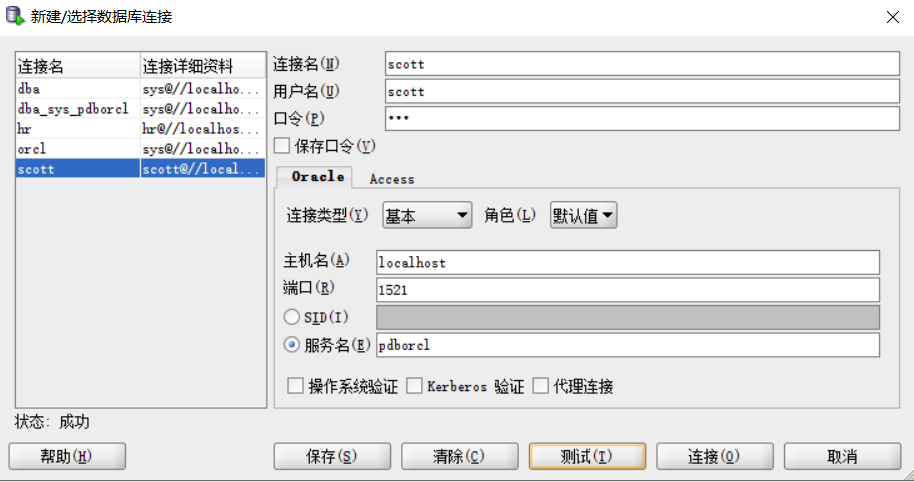 新建/选择数据库连接
连接名 连接详细资料
dba sys@//localho...
dba_sys_pdborcl sys@//localho...
hr hr@//localhos...
orcl sys@//localho...
scott scott@//local...
连接名(N) scott
用户名(U) scott
口令(P) •••
保存口令(V)
Oracle Access
连接类型(Y) 基本 角色(L) 默认值
主机名(A) localhost
端口(R) 1521
SID(I)
服务名(E) pdborcl
操作系统验证 Kerberos 验证 代理连接
状态: 成功
帮助(H) 保存(S) 清除(C) 测试(T) 连接(O) 取消